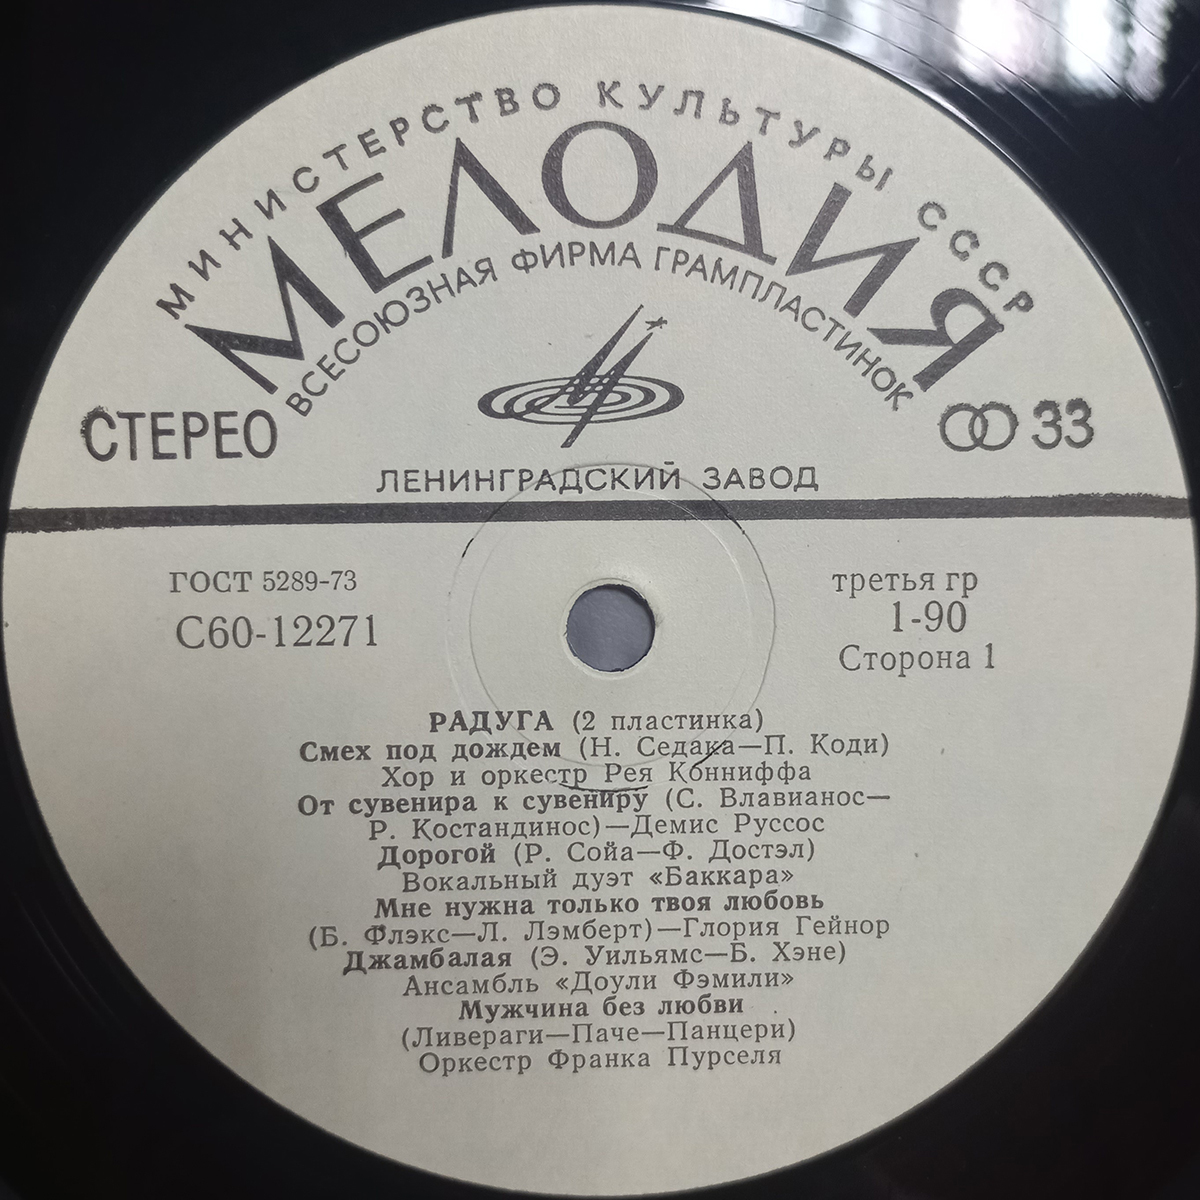 МИНИСТЕРСТВО КУЛЬТУРЫ СССР
МЕЛОДИЯ
ВСЕСОЮЗНАЯ ФИРМА ГРАМПЛАСТИНОК
СТЕРЕО
33
ЛЕНИНГРАДСКИЙ ЗАВОД
ГОСТ 5289-73
С60-12271
третья гр
1-90
Сторона 1
РАДУГА (2 пластинка)
Смех под дождем (Н. Седака—П. Коди)
Хор и оркестр Рея Конниффа
От сувенира к сувениру (С. Влавианос—
Р. Костандинос)—Демис Руссос
Дорогой (Р. Сойа—Ф. Достэл)
Вокальный дуэт «Баккара»
Мне нужна только твоя любовь
(Б. Флэкс—Л. Лэмберт)—Глория Гейнор
Джамбалая (Э. Уильямс—Б. Хэне)
Ансамбль «Доули Фэмили»
Мужчина без любви
(Ливераги—Паче—Панцери)
Оркестр Франка Пурселя